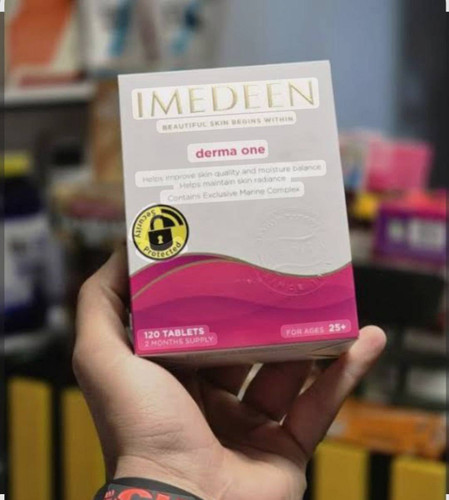 IMEDEEN
BEAUTIFUL SKIN BEGINS WITHIN
derma one
Helps improve skin quality and moisture balance
Helps maintain skin radiance
Contains Exclusive Marine Complex
Security
Protected
120 TABLETS
2 MONTHS SUPPLY
FOR AGES 25+